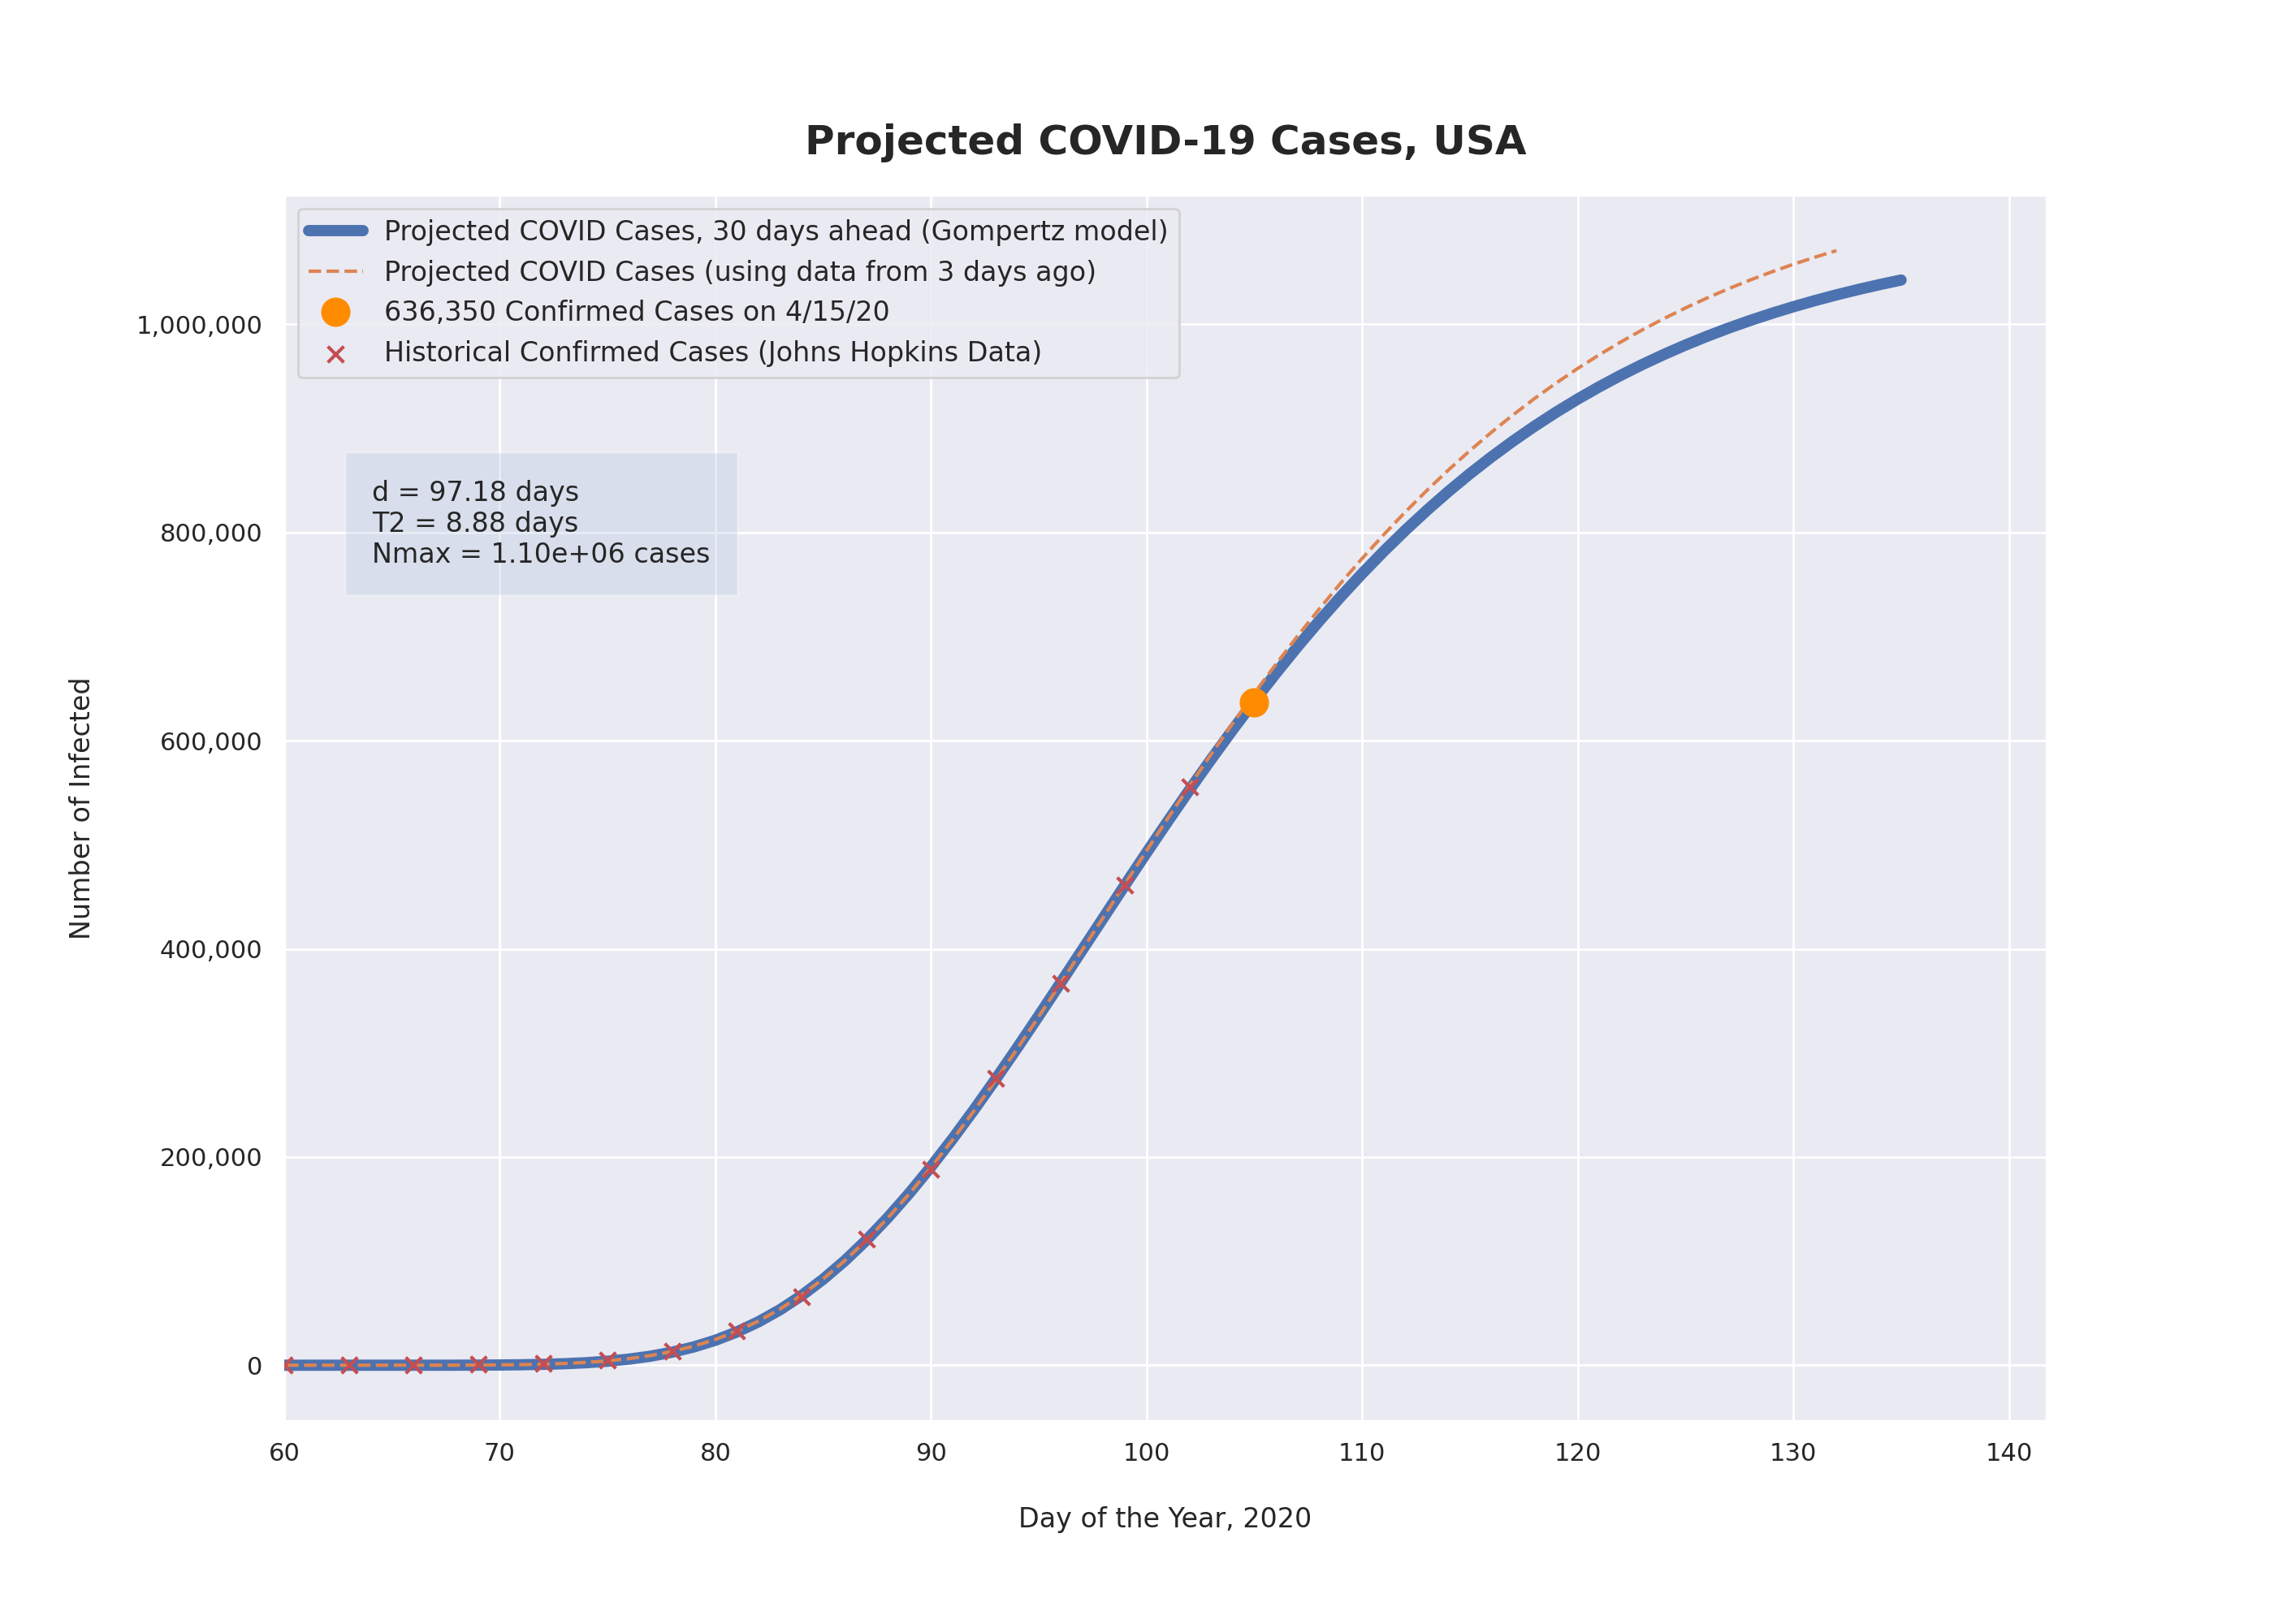 Projected COVID-19 Cases, USA
Projected COVID Cases, 30 days ahead (Gompertz model)
Projected COVID Cases (using data from 3 days ago)
636,350 Confirmed Cases on 4/15/20
Historical Confirmed Cases (Johns Hopkins Data)
d = 97.18 days
T2 = 8.88 days
Nmax = 1.10e+06 cases
Number of Infected
1,000,000
800,000
600,000
400,000
200,000
0
60 70 80 90 100 110 120 130 140
Day of the Year, 2020